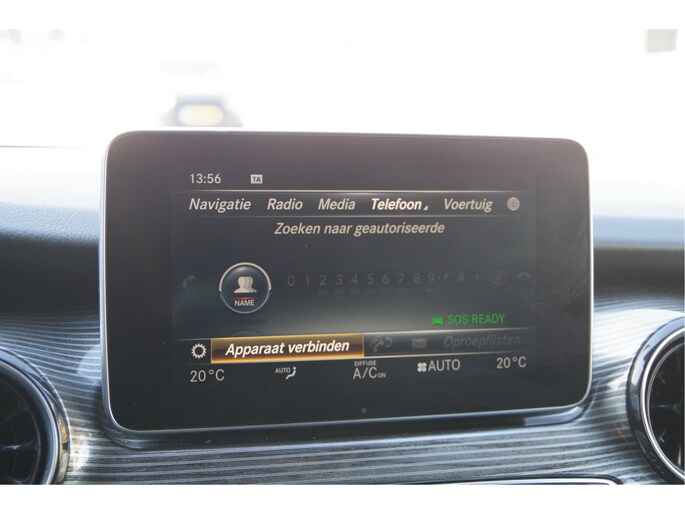 13:56 TA
Navigatie Radio Media Telefoon Voertuig
Zoeken naar geautoriseerde
0 1 2 3 4 5 6 7 8 9 # +
NAME
SOS READY
Apparaat verbinden Oproeplijsten
20°C AUTO DIFFUSE A/C ON AUTO 20°C